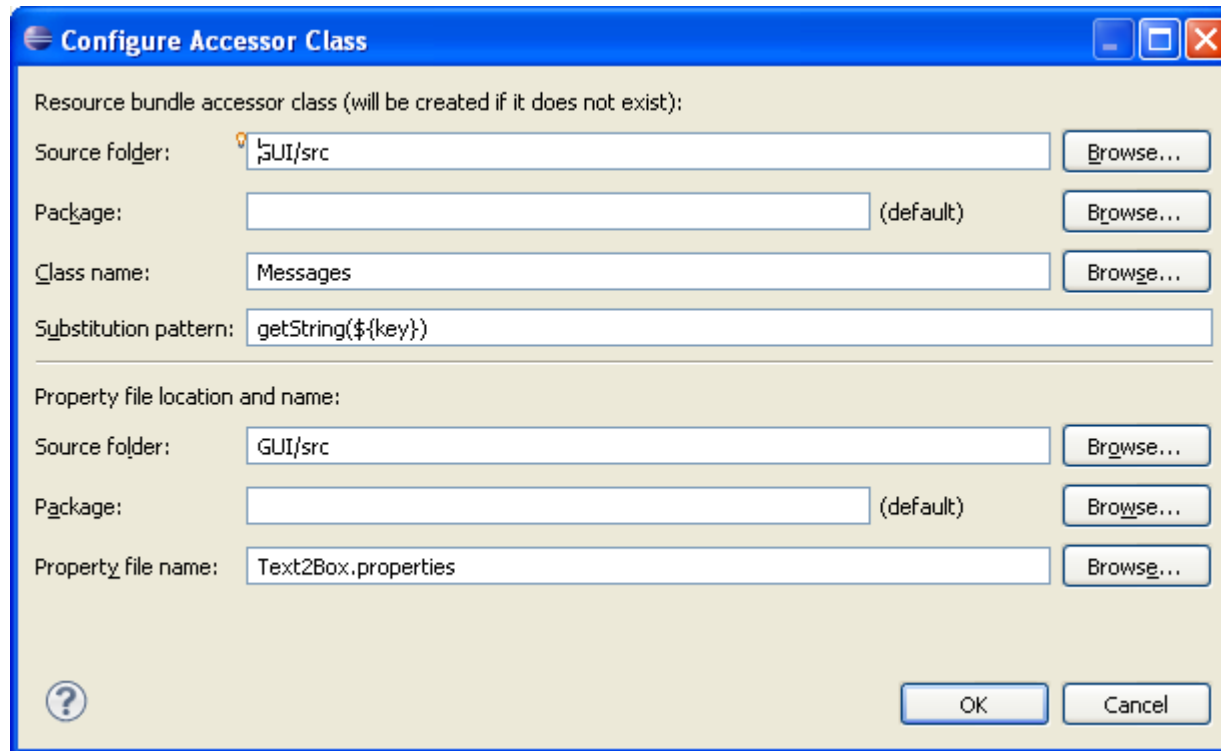 Configure Accessor Class
Resource bundle accessor class (will be created if it does not exist):
Source folder: GUI/src Browse...
Package: (default) Browse...
Class name: Messages Browse...
Substitution pattern: getString(${key})
Property file location and name:
Source folder: GUI/src Browse...
Package: (default) Browse...
Property file name: Text2Box.properties Browse...
? OK Cancel